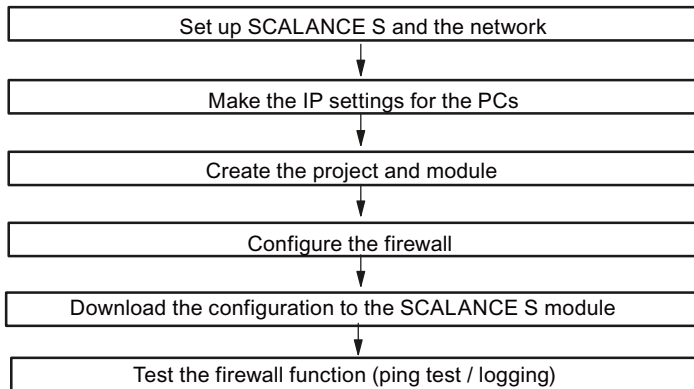 Set up SCALANCE S and the network
Make the IP settings for the PCs
Create the project and module
Configure the firewall
Download the configuration to the SCALANCE S module
Test the firewall function (ping test / logging)